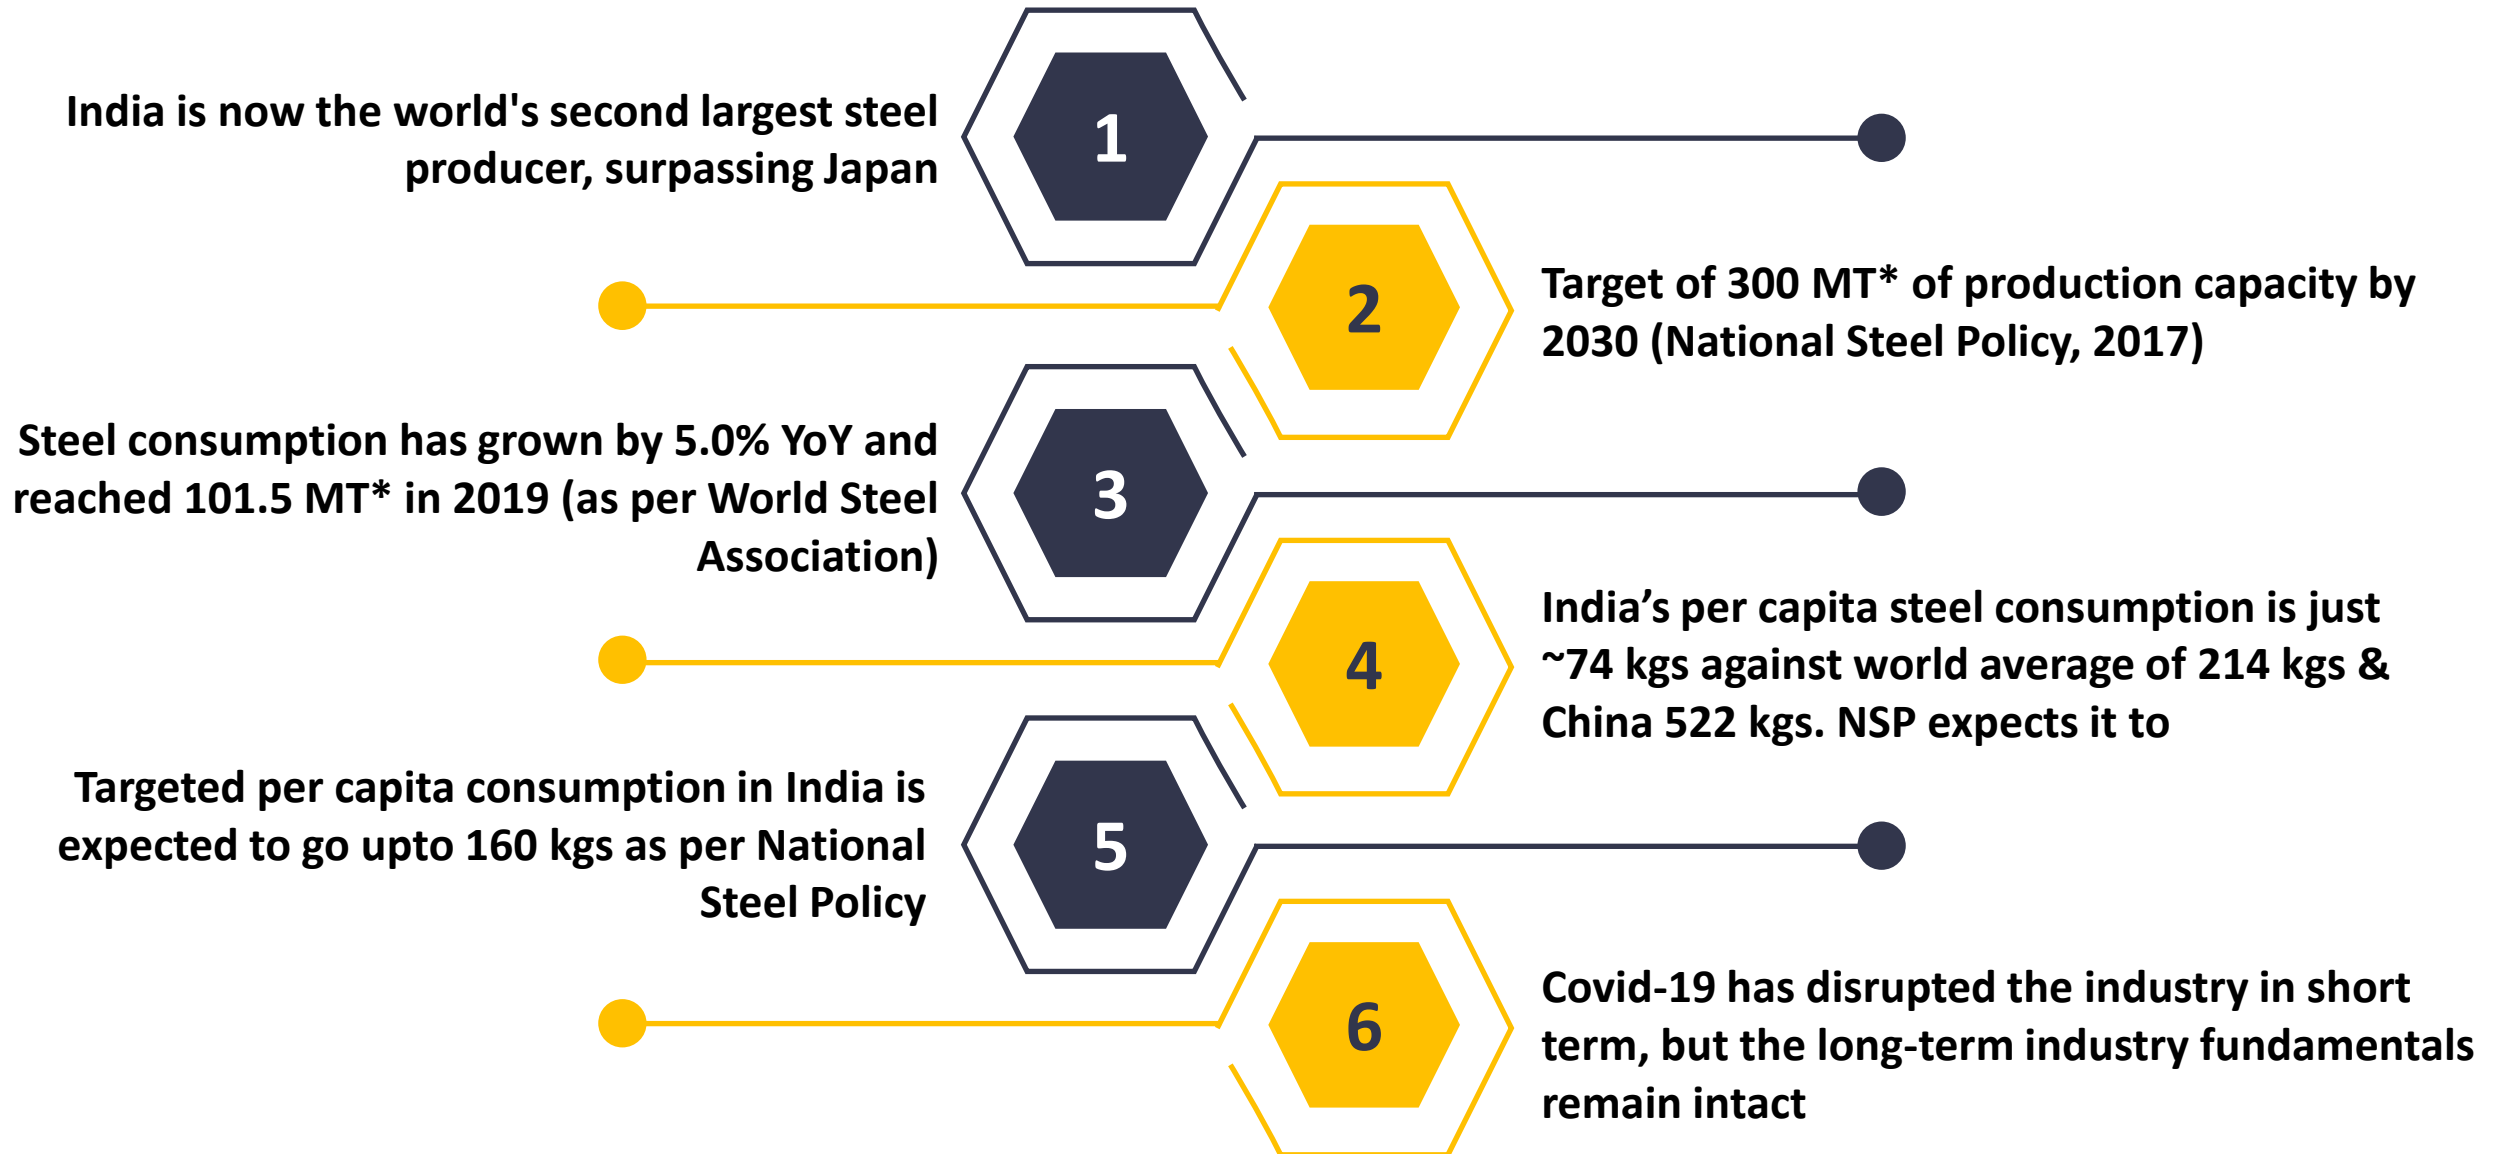 1
India is now the world's second largest steel
producer, surpassing Japan
2
Target of 300 MT* of production capacity by
2030 (National Steel Policy, 2017)
3
Steel consumption has grown by 5.0% YoY and
reached 101.5 MT* in 2019 (as per World Steel
Association)
4
India’s per capita steel consumption is just
~74 kgs against world average of 214 kgs &
China 522 kgs. NSP expects it to
5
Targeted per capita consumption in India is
expected to go upto 160 kgs as per National
Steel Policy
6
Covid-19 has disrupted the industry in short
term, but the long-term industry fundamentals
remain intact